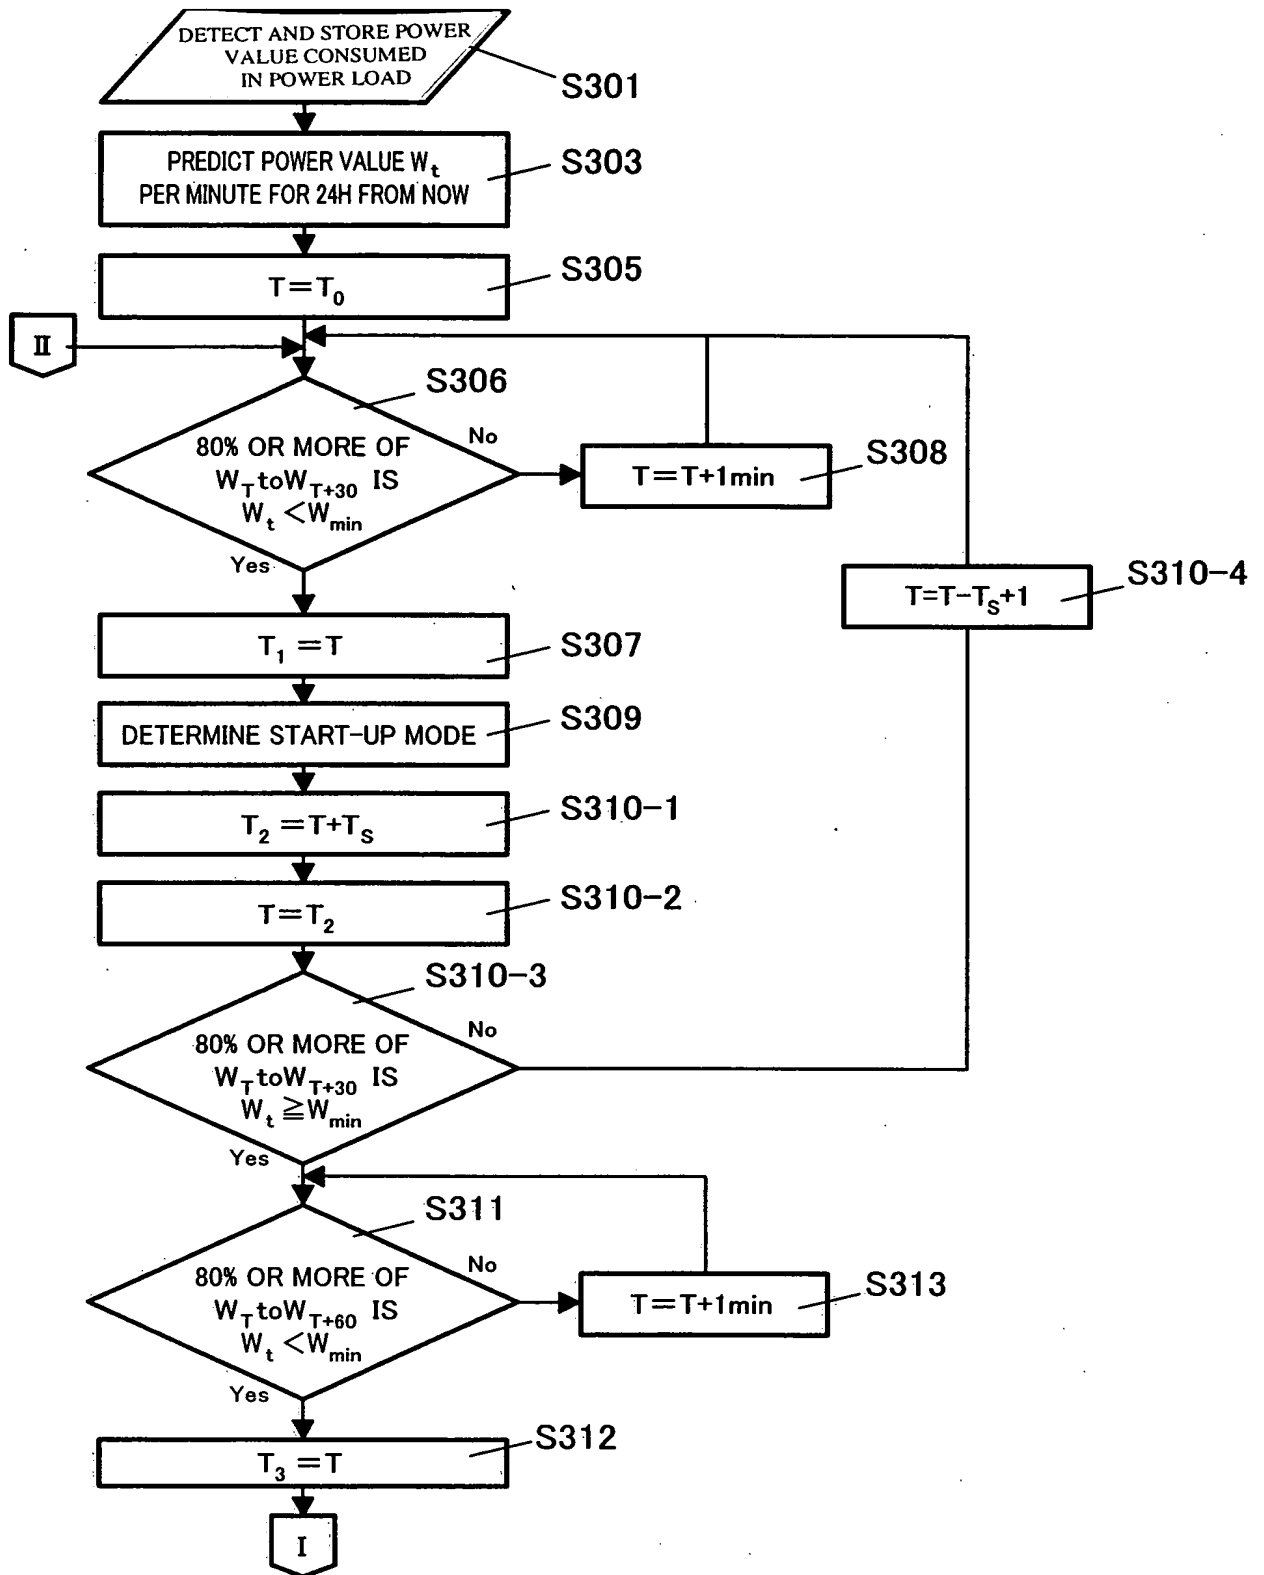 DETECT AND STORE POWER
VALUE CONSUMED
IN POWER LOAD
S301
PREDICT POWER VALUE Wt
PER MINUTE FOR 24H FROM NOW
S303
T=T0
S305
II
S306
80% OR MORE OF
WT to WT+30 IS
Wt <Wmin
No
Yes
T=T+1min
S308
T=T-TS+1
S310-4
T1 =T
S307
DETERMINE START-UP MODE
S309
T2 =T+TS
S310-1
T=T2
S310-2
S310-3
80% OR MORE OF
WT to WT+30 IS
Wt ≧Wmin
No
Yes
S311
80% OR MORE OF
WT to WT+60 IS
Wt <Wmin
No
Yes
T=T+1min
S313
T3 =T
S312
I